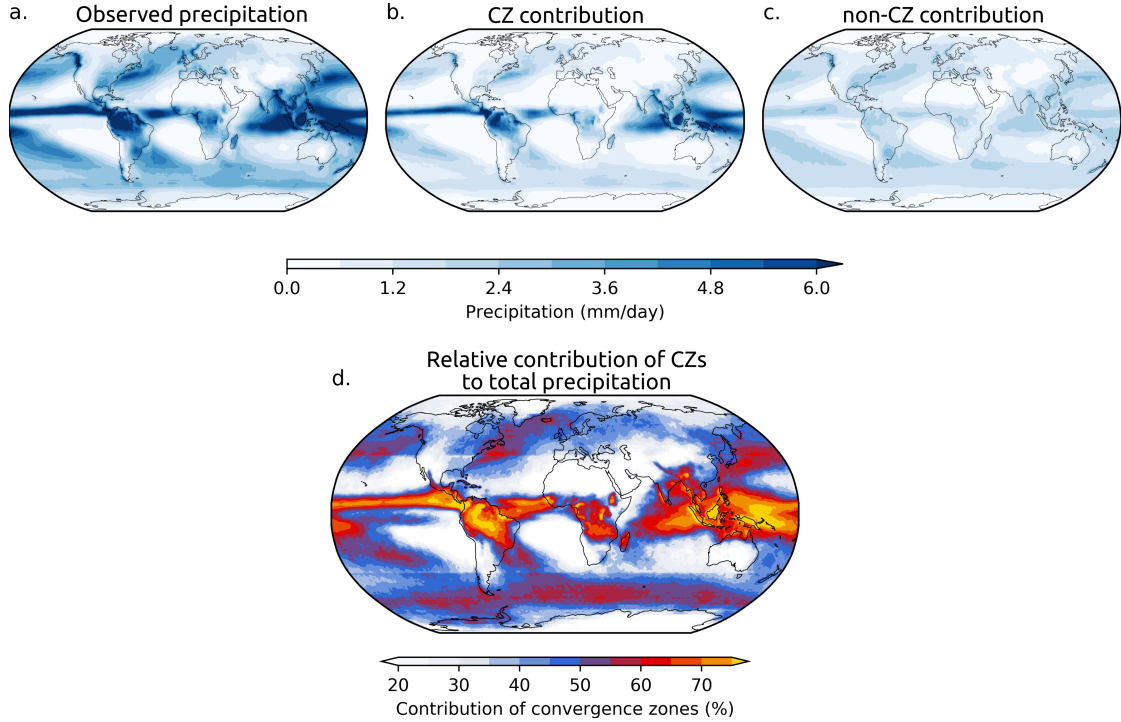 a.
Observed precipitation
b.
CZ contribution
c.
non-CZ contribution
0.0 1.2 2.4 3.6 4.8 6.0
Precipitation (mm/day)
d.
Relative contribution of CZs
to total precipitation
20 30 40 50 60 70
Contribution of convergence zones (%)